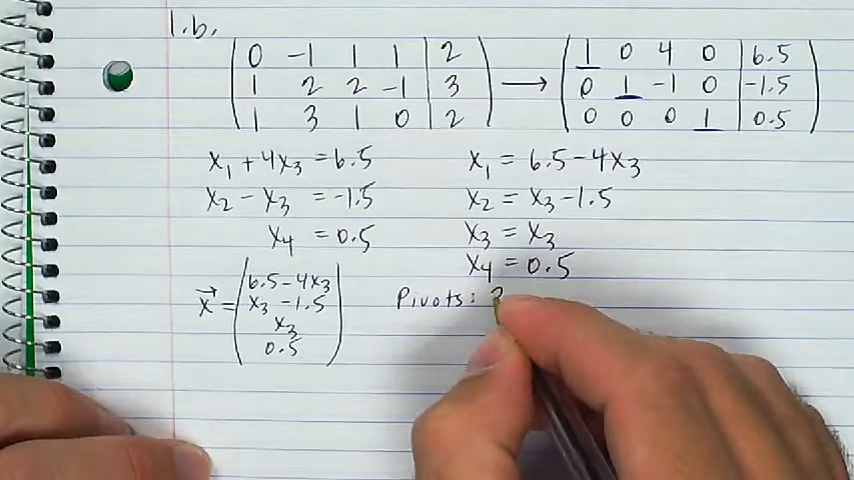 1.b.
0 -1 1 1 | 2 → 1 0 4 0 | 6.5
1 2 2 -1 | 3 0 1 -1 0 | -1.5
1 3 1 0 | 2 0 0 0 1 | 0.5
x₁ + 4x₃ = 6.5
x₂ - x₃ = -1.5
x₄ = 0.5
x₁ = 6.5 - 4x₃
x₂ = x₃ - 1.5
x₃ = x₃
x₄ = 0.5
x⃗ =
6.5 - 4x₃
x₃ - 1.5
x₃
0.5
Pivots: